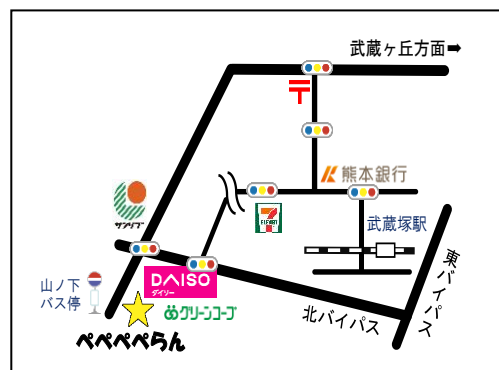 武蔵ヶ丘方面➡
〒
熊本銀行
7
ELEVEN
サンリブ
武蔵塚駅
DAISO
ダイソー
山ノ下
バス停
グリーンコープ
北バイパス
東バイパス
ぺぺぺぺらん